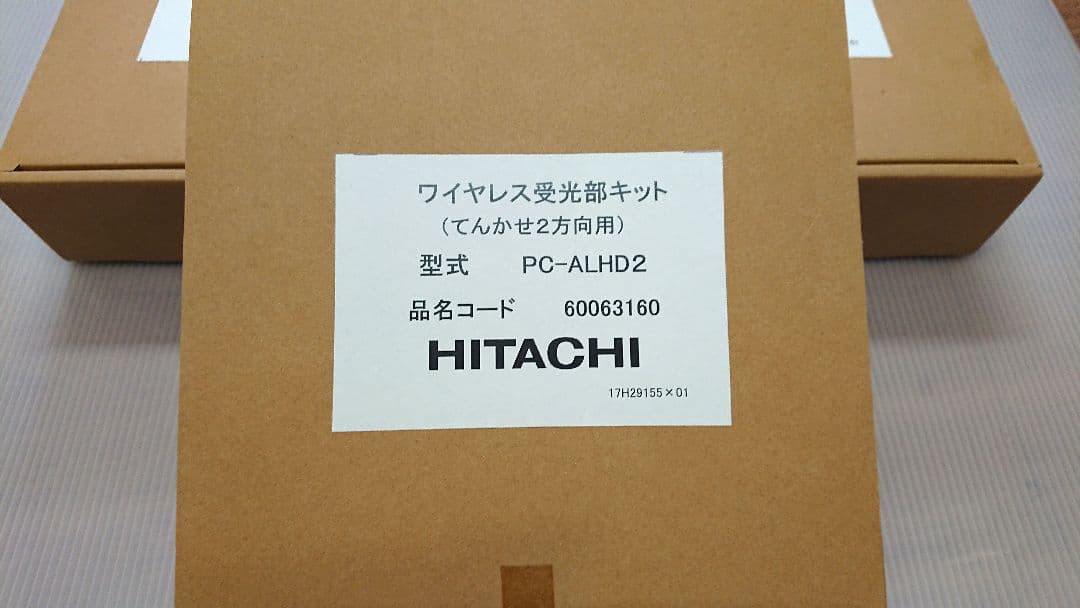 ワイヤレス受光部キット
（てんかせ２方向用）
型式 PC-ALHD２
品名コード 60063160
HITACHI
17H29155×01